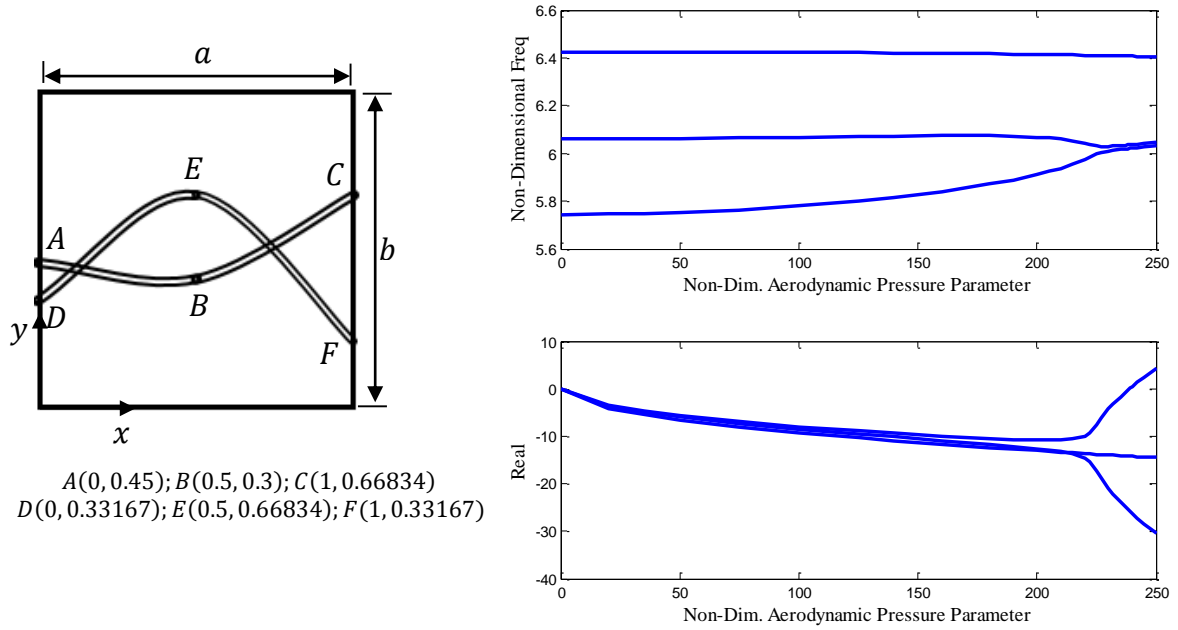 a
A
E
C
B
D
F
b
y
x
A(0, 0.45); B(0.5, 0.3); C(1, 0.66834)
D(0, 0.33167); E(0.5, 0.66834); F(1, 0.33167)
Non-Dimensional Freq
6.6
6.4
6.2
6
5.8
5.6
0 50 100 150 200 250
Non-Dim. Aerodynamic Pressure Parameter
Real
10
0
-10
-20
-30
-40
0 50 100 150 200 250
Non-Dim. Aerodynamic Pressure Parameter